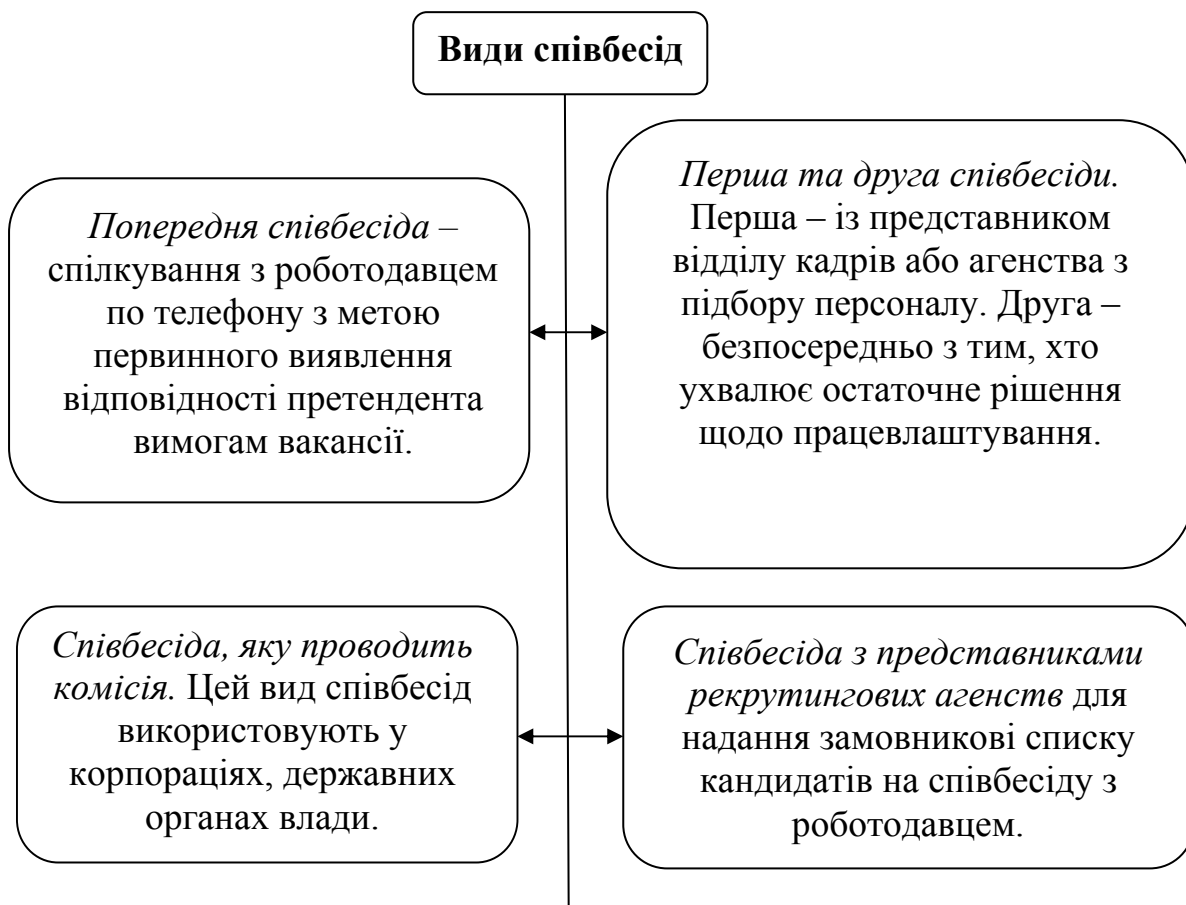 Види співбесід
Попередня співбесіда –
спілкування з роботодавцем
по телефону з метою
первинного виявлення
відповідності претендента
вимогам вакансії.
Перша та друга співбесіди.
Перша – із представником
відділу кадрів або агенства з
підбору персоналу. Друга –
безпосередньо з тим, хто
ухвалює остаточне рішення
щодо працевлаштування.
Співбесіда, яку проводить
комісія. Цей вид співбесід
використовують у
корпораціях, державних
органах влади.
Співбесіда з представниками
рекрутингових агенств для
надання замовникові списку
кандидатів на співбесіду з
роботодавцем.